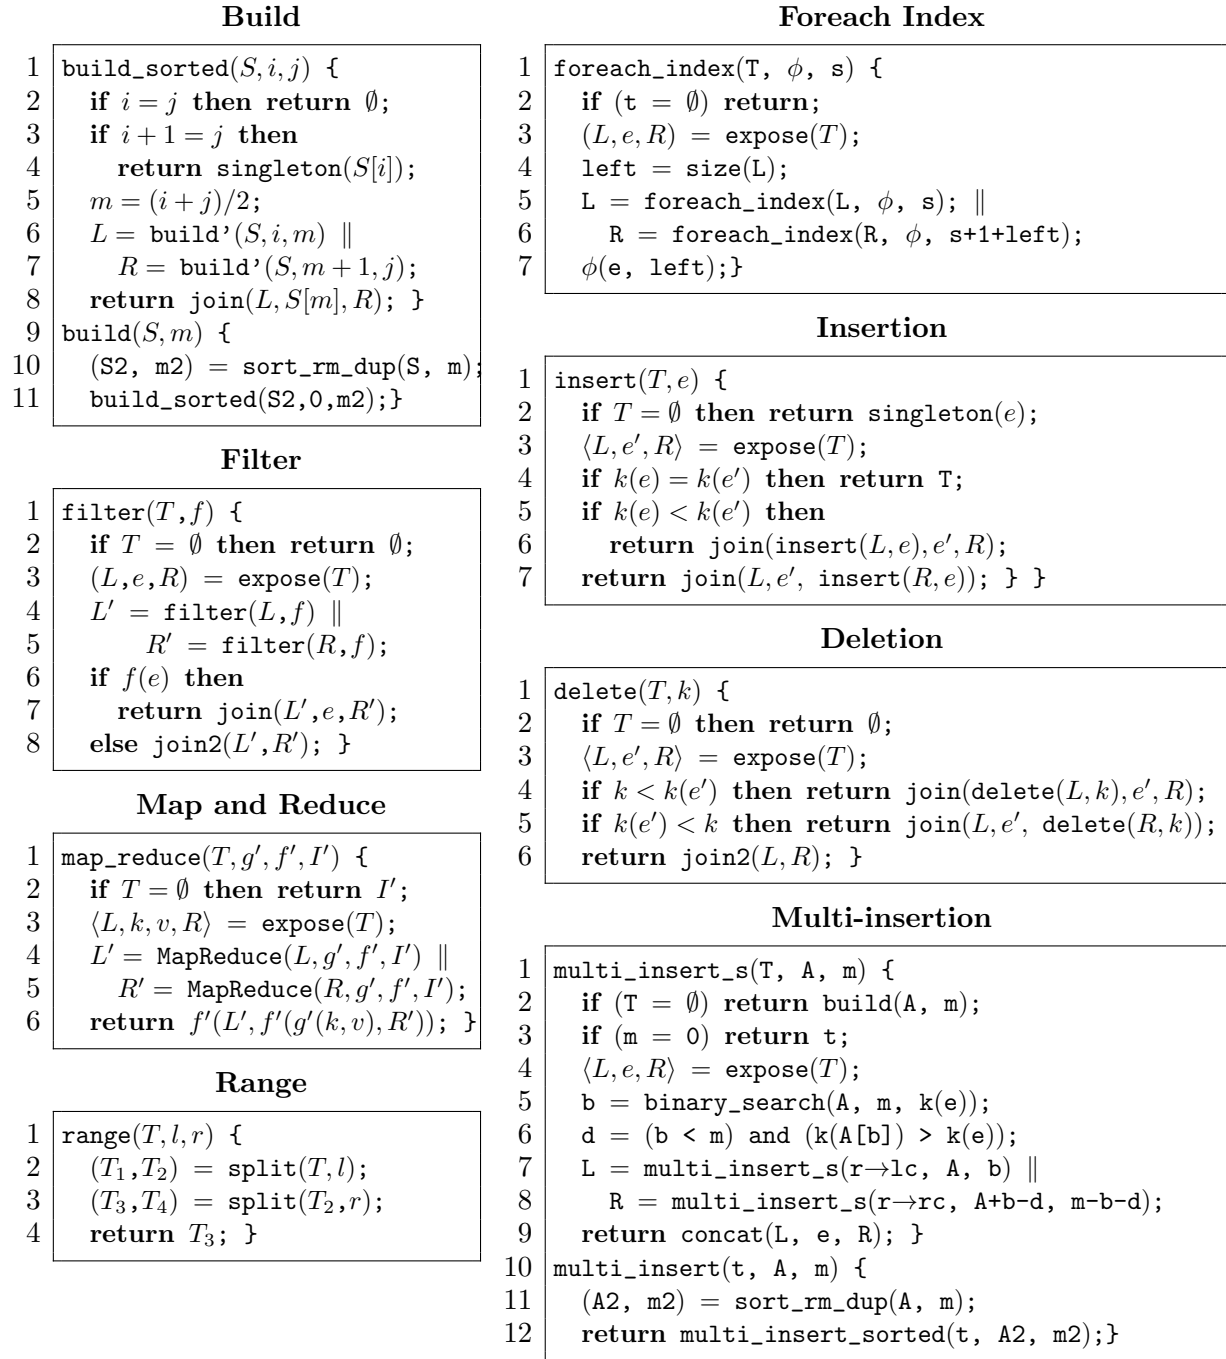 Build
1 build_sorted(S, i, j) {
2 if i = j then return ∅;
3 if i + 1 = j then
4 return singleton(S[i]);
5 m = (i + j)/2;
6 L = build'(S, i, m) ∥
7 R = build'(S, m + 1, j);
8 return join(L, S[m], R); }
9 build(S, m) {
10 (S2, m2) = sort_rm_dup(S, m);
11 build_sorted(S2,0,m2);}
Filter
1 filter(T,f) {
2 if T = ∅ then return ∅;
3 (L,e,R) = expose(T);
4 L′ = filter(L,f) ∥
5 R′ = filter(R,f);
6 if f(e) then
7 return join(L′,e,R′);
8 else join2(L′,R′); }
Map and Reduce
1 map_reduce(T, g′, f′, I′) {
2 if T = ∅ then return I′;
3 ⟨L, k, v, R⟩ = expose(T);
4 L′ = MapReduce(L, g′, f′, I′) ∥
5 R′ = MapReduce(R, g′, f′, I′);
6 return f′(L′, f′(g′(k, v), R′)); }
Range
1 range(T, l, r) {
2 (T₁,T₂) = split(T, l);
3 (T₃,T₄) = split(T₂,r);
4 return T₃; }
Foreach Index
1 foreach_index(T, ϕ, s) {
2 if (t = ∅) return;
3 (L, e, R) = expose(T);
4 left = size(L);
5 L = foreach_index(L, ϕ, s); ∥
6 R = foreach_index(R, ϕ, s+1+left);
7 ϕ(e, left);}
Insertion
1 insert(T, e) {
2 if T = ∅ then return singleton(e);
3 ⟨L, e′, R⟩ = expose(T);
4 if k(e) = k(e′) then return T;
5 if k(e) < k(e′) then
6 return join(insert(L, e), e′, R);
7 return join(L, e′, insert(R, e)); } }
Deletion
1 delete(T, k) {
2 if T = ∅ then return ∅;
3 ⟨L, e′, R⟩ = expose(T);
4 if k < k(e′) then return join(delete(L, k), e′, R);
5 if k(e′) < k then return join(L, e′, delete(R, k));
6 return join2(L, R); }
Multi-insertion
1 multi_insert_s(T, A, m) {
2 if (T = ∅) return build(A, m);
3 if (m = 0) return t;
4 ⟨L, e, R⟩ = expose(T);
5 b = binary_search(A, m, k(e));
6 d = (b < m) and (k(A[b]) > k(e));
7 L = multi_insert_s(r→lc, A, b) ∥
8 R = multi_insert_s(r→rc, A+b-d, m-b-d);
9 return concat(L, e, R); }
10 multi_insert(t, A, m) {
11 (A2, m2) = sort_rm_dup(A, m);
12 return multi_insert_sorted(t, A2, m2);}